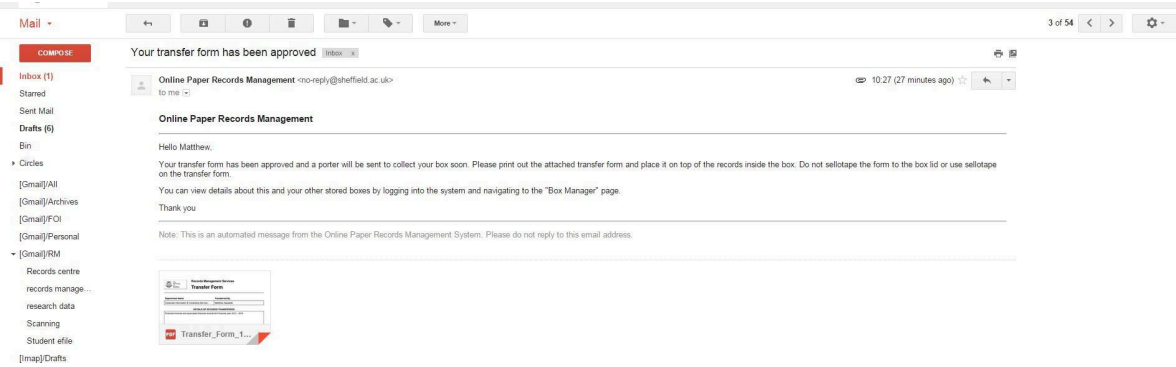 Mail
More
3 of 54
COMPOSE
Inbox (1)
Starred
Sent Mail
Drafts (6)
Bin
Circles
[Gmail]/All
[Gmail]/Archives
[Gmail]/FOI
[Gmail]/Personal
[Gmail]/RM
Records centre
records manage...
research data
Scanning
Student efile
[Imap]/Drafts
Your transfer form has been approved Inbox x
Online Paper Records Management <no-reply@sheffield.ac.uk>
to me
10:27 (27 minutes ago)
Online Paper Records Management
Hello Matthew,
Your transfer form has been approved and a porter will be sent to collect your box soon. Please print out the attached transfer form and place it on top of the records inside the box. Do not sellotape the form to the box lid or use sellotape
on the transfer form.
You can view details about this and your other stored boxes by logging into the system and navigating to the "Box Manager" page.
Thank you
Note: This is an automated message from the Online Paper Records Management System. Please do not reply to this email address.
Records Management Services
Transfer Form
PDF Transfer_Form_1...